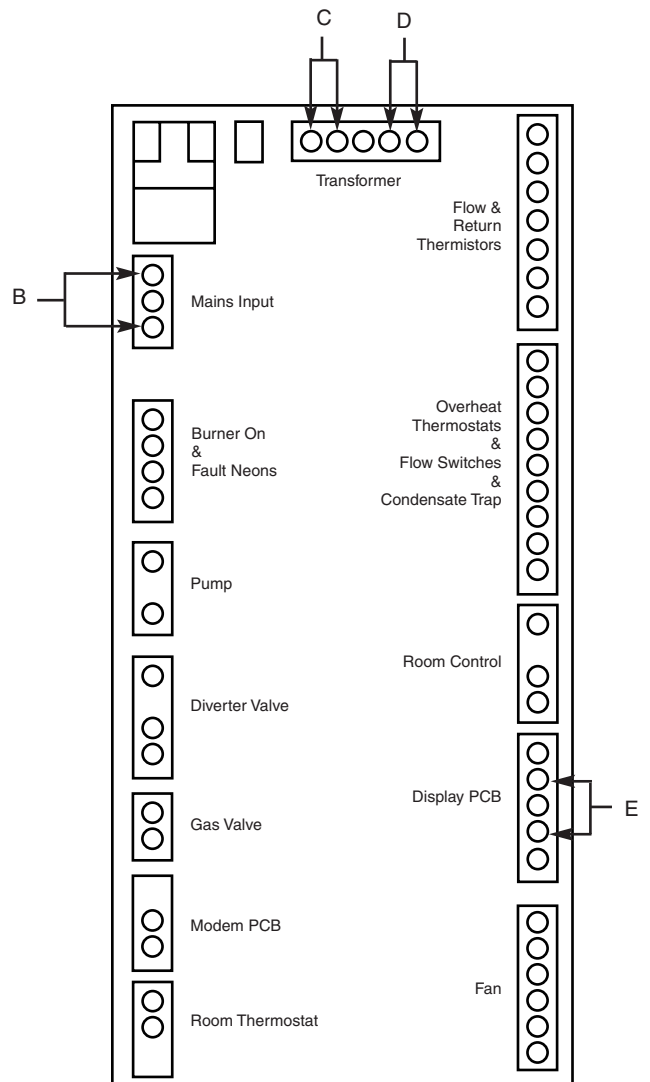 C
D
Transformer
Flow &
Return
Thermistors
B
Mains Input
Overheat
Thermostats
&
Flow Switches
&
Condensate Trap
Burner On
&
Fault Neons
Pump
Room Control
Diverter Valve
Display PCB
E
Gas Valve
Modem PCB
Fan
Room Thermostat